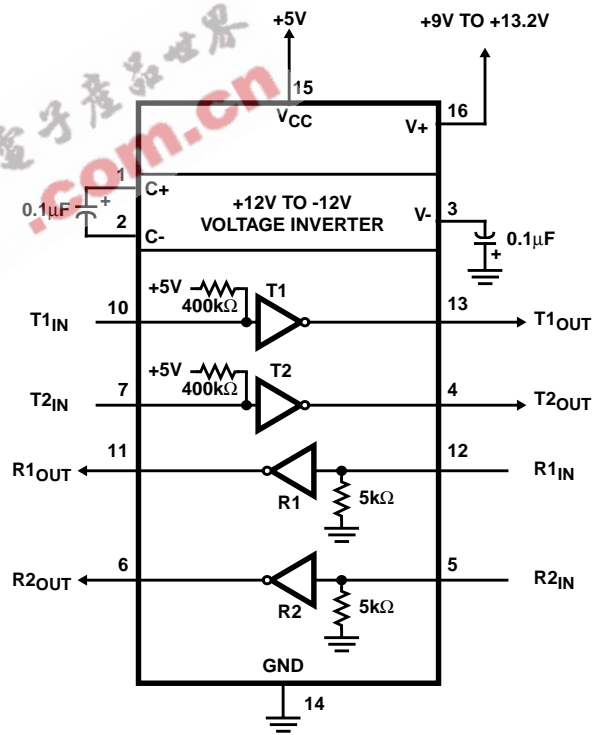 +5V
+9V TO +13.2V
電子產品世界
.com.cn
15
VCC
16
V+
1
C+
0.1μF
+
2
C-
+12V TO -12V
VOLTAGE INVERTER
V-
3
0.1μF
+
+5V
400kΩ
T1
T1IN
10
13
T1OUT
+5V
400kΩ
T2
T2IN
7
4
T2OUT
R1OUT
11
R1
12
R1IN
5kΩ
R2OUT
6
R2
5
R2IN
5kΩ
GND
14